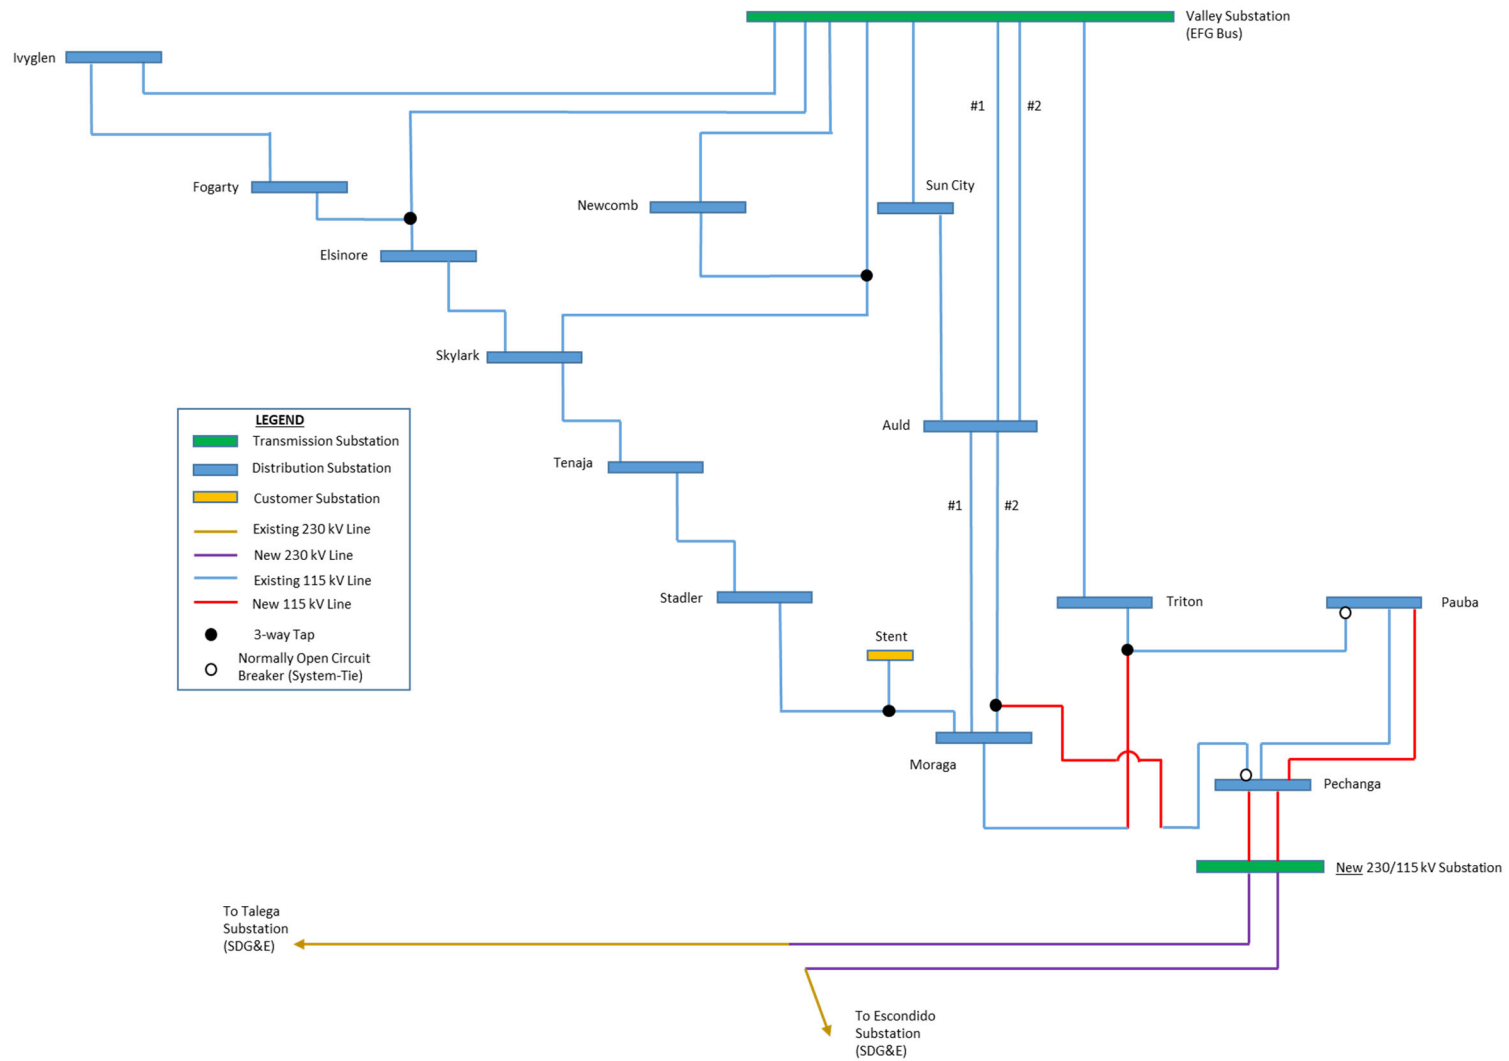 Valley Substation
(EFG Bus)
Ivyglen
#1
#2
Fogarty
Sun City
Newcomb
Elsinore
Skylark
LEGEND
Transmission Substation
Distribution Substation
Customer Substation
Existing 230 kV Line
New 230 kV Line
Existing 115 kV Line
New 115 kV Line
3-way Tap
Normally Open Circuit
Breaker (System-Tie)
Auld
Tenaja
#1
#2
Stadler
Triton
Pauba
Stent
Moraga
Pechanga
New 230/115 kV Substation
To Talega
Substation
(SDG&E)
To Escondido
Substation
(SDG&E)